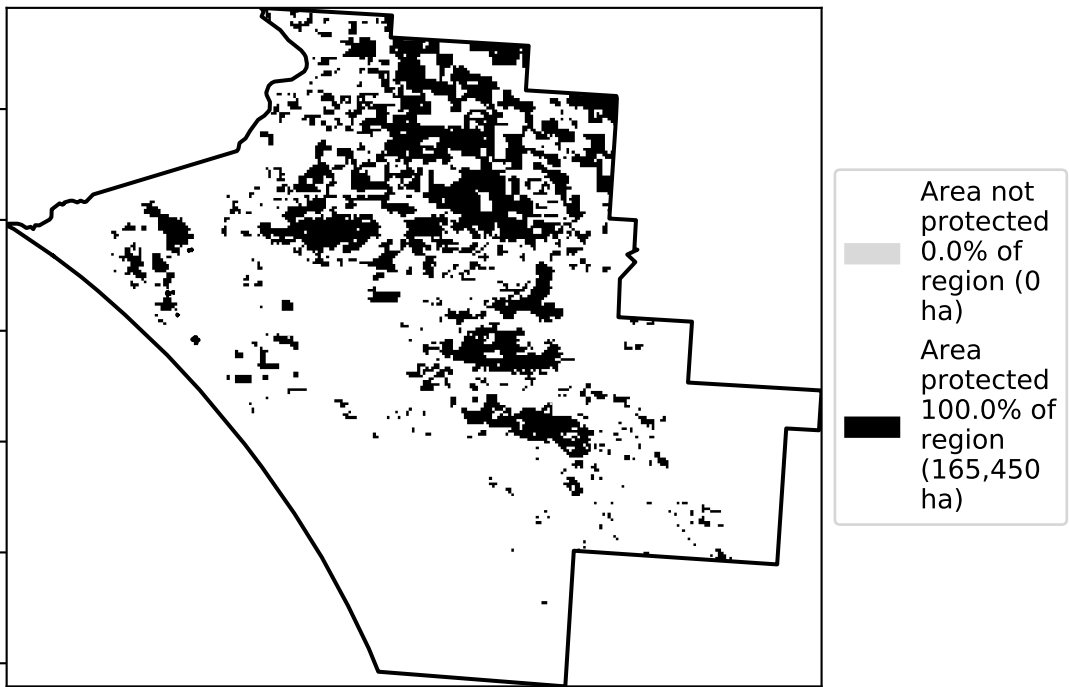 Area not
protected
0.0% of
region (0
ha)
Area
protected
100.0% of
region
(165,450
ha)